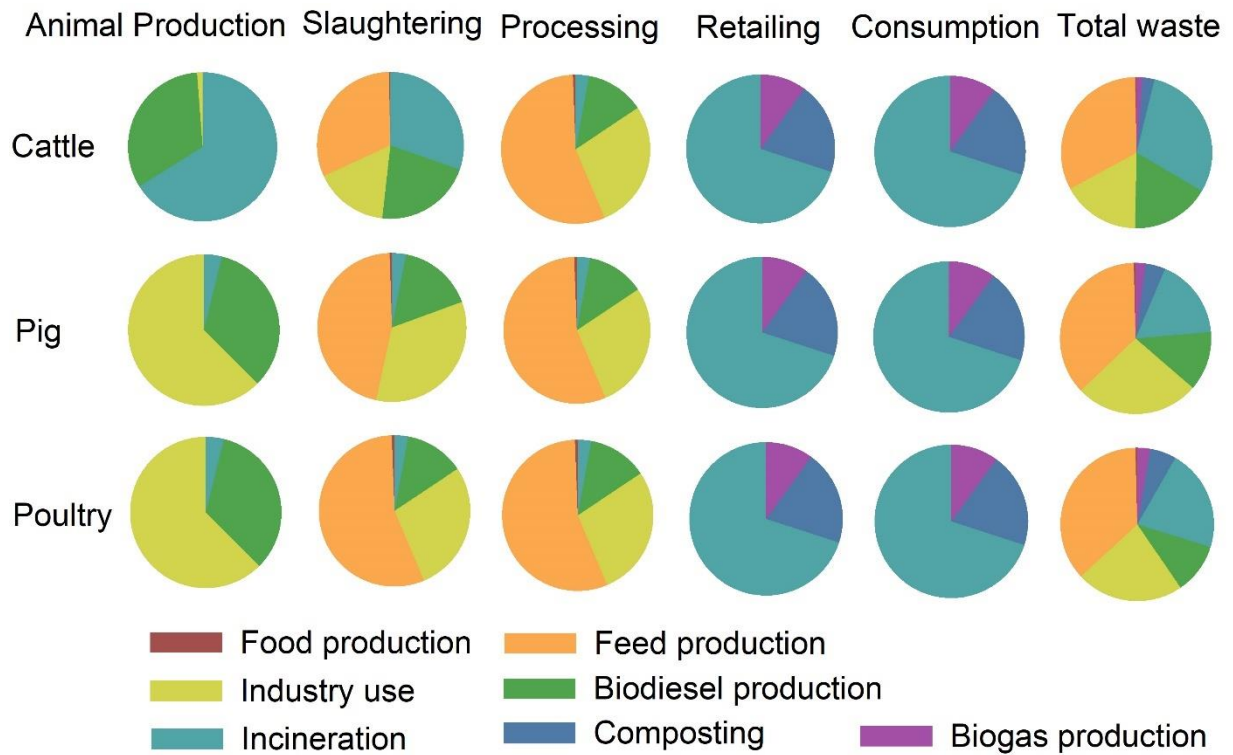 Animal Production Slaughtering Processing Retailing Consumption Total waste
Cattle
Pig
Poultry
Food production Feed production
Industry use Biodiesel production
Incineration Composting Biogas production